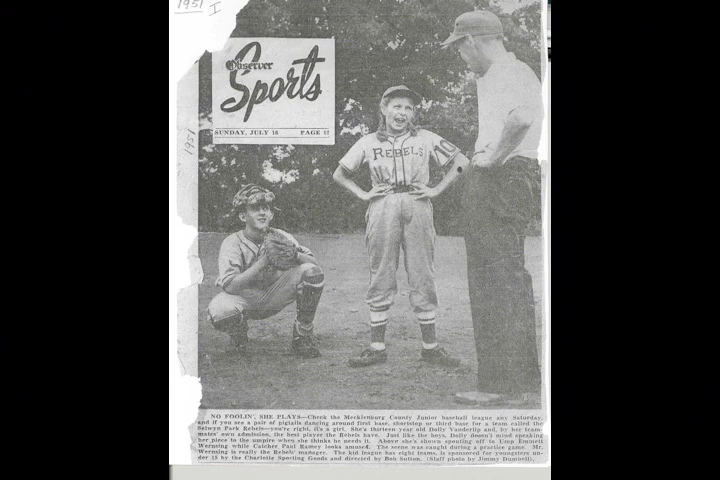 1951
I
Observer
Sports
SUNDAY, JULY 16 PAGE 17
1951
REBELS
10
NO FOOLIN', SHE PLAYS—Check the Mecklenburg County Junior baseball league any Saturday,
and if you see a pair of pigtails dancing around first base, shortstop or third base for a team called the
Selwyn Park Rebels—you're right, it's a girl. She's thirteen year old Dolly Vanderlip and, by her team-
mates' own admission, the best player the Rebels have. Just like the boys, Dolly doesn't mind speaking
her piece to the umpire when she thinks he needs it. Above she's shown spouting off to Ump Emmett
Wernsing while Catcher Paul Ramey looks amused. The scene was caught during a practice game. Mr.
Wernsing is really the Rebels' manager. The kid league has eight teams, is sponsored for youngsters un-
der 15 by the Charlotte Sporting Goods and directed by Bob Sutton. (Staff photo by Jimmy Dumbell).